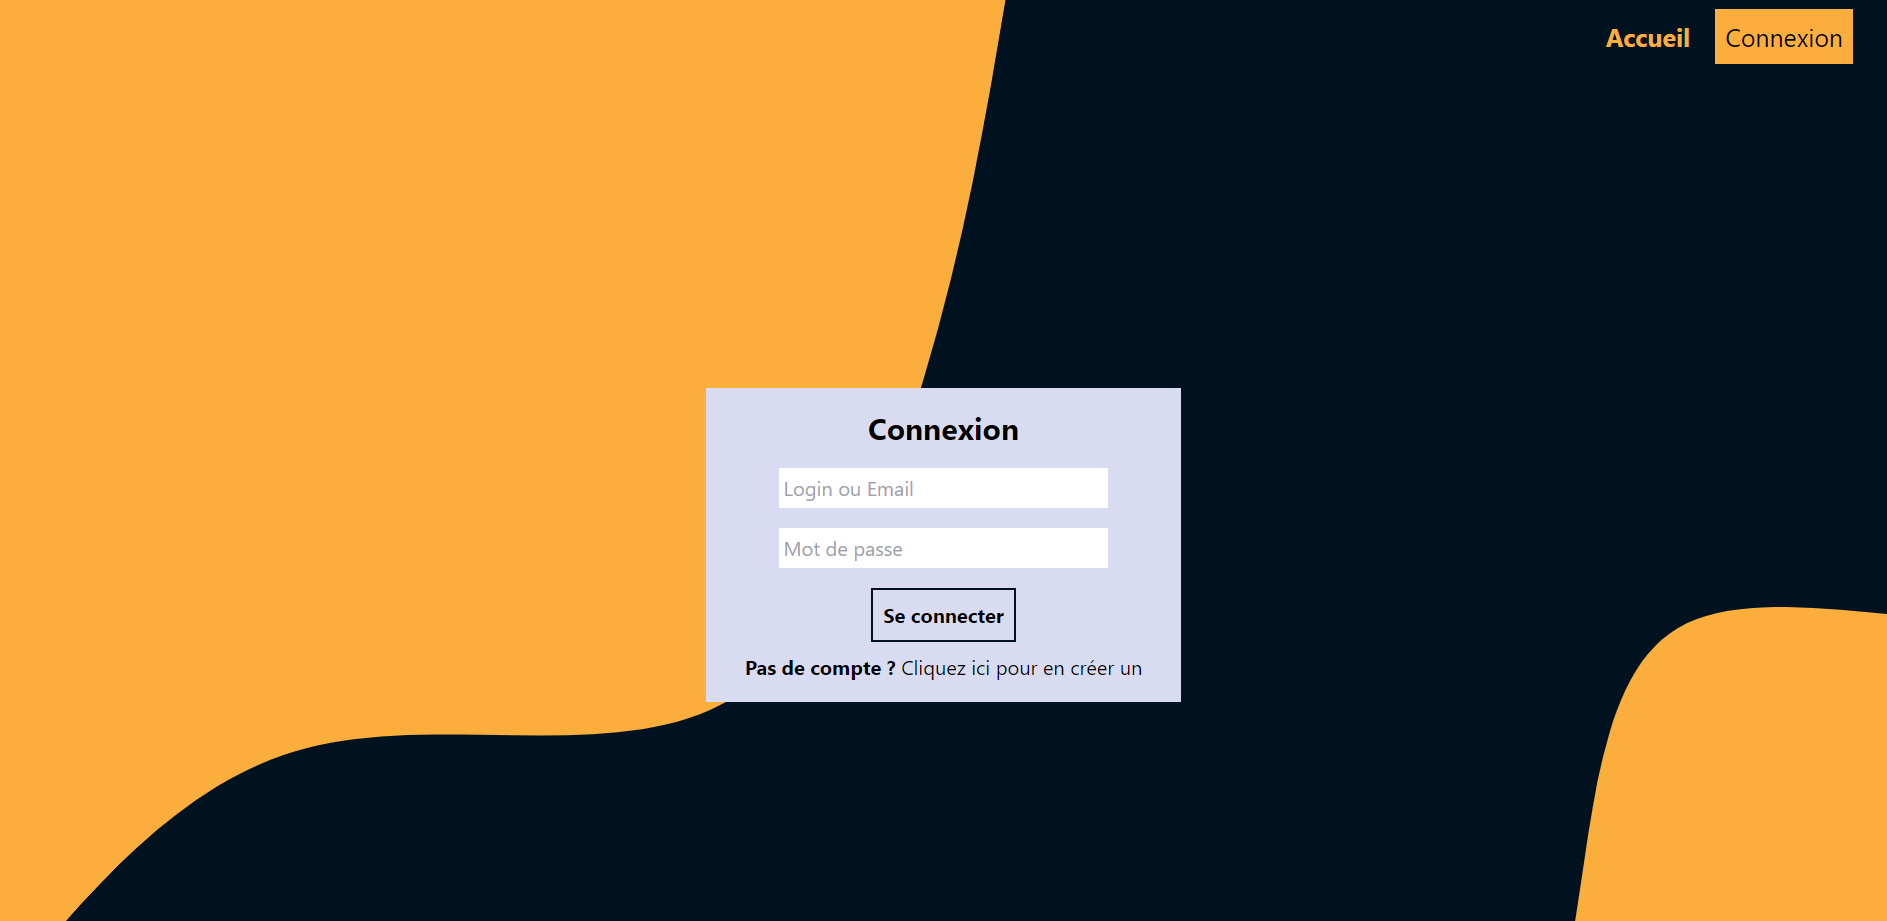 Accueil Connexion
Connexion
Login ou Email
Mot de passe
Se connecter
Pas de compte ? Cliquez ici pour en créer un